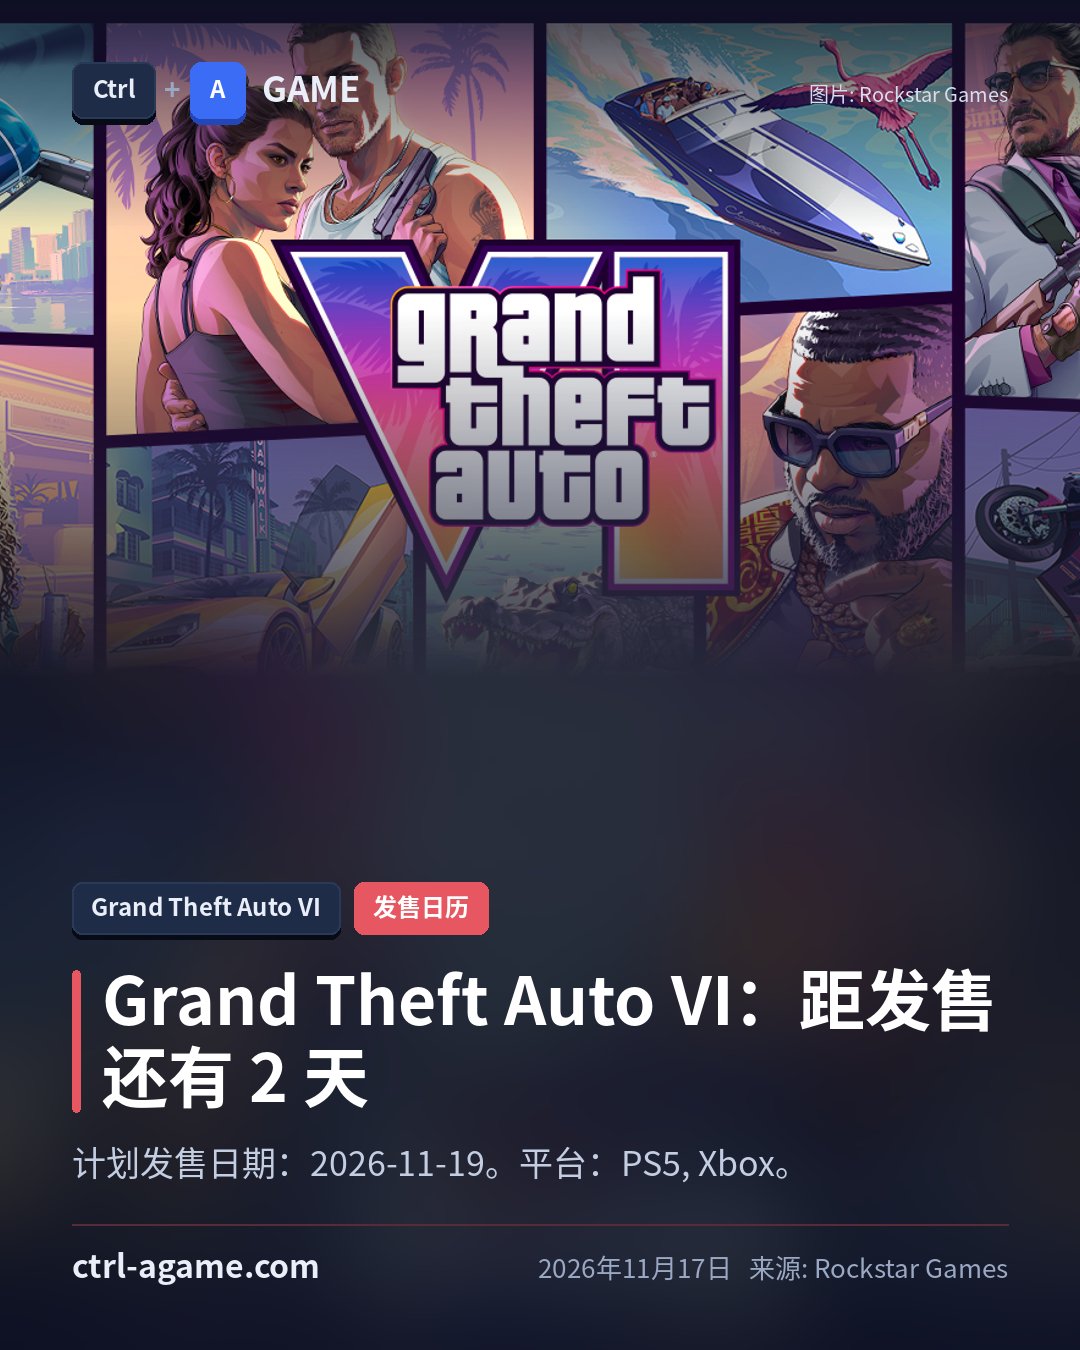 Ctrl + A GAME
图片: Rockstar Games
VI
grand
theft
auto
Grand Theft Auto VI
发售日历
Grand Theft Auto VI：距发售
还有 2 天
计划发售日期：2026-11-19。平台：PS5, Xbox。
ctrl-agame.com
2026年11月17日 来源: Rockstar Games